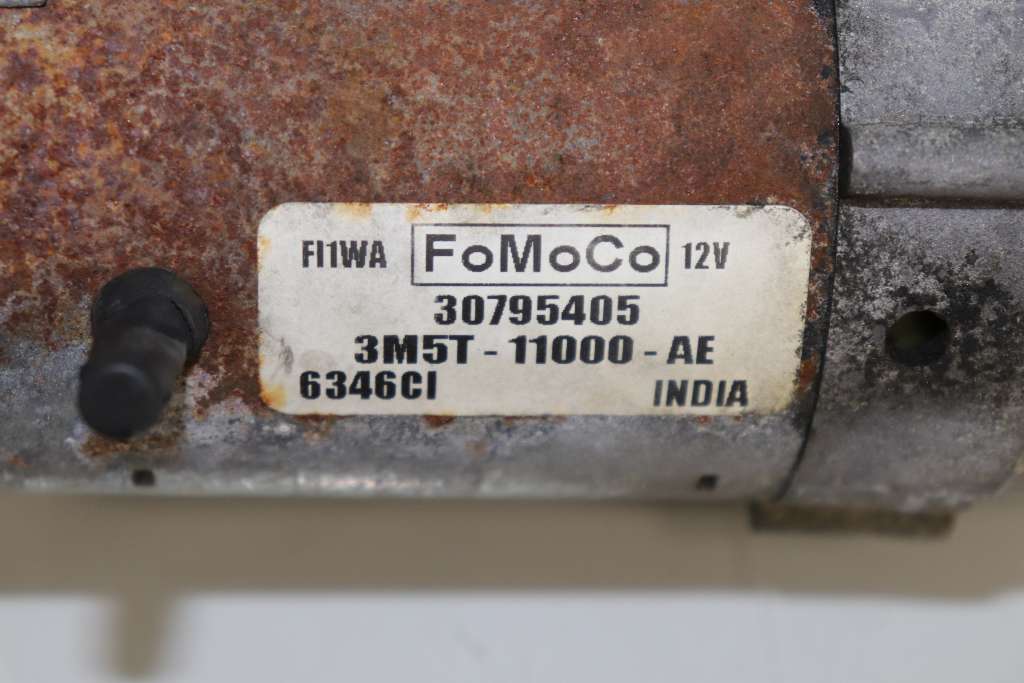 FI1WA FoMoCo 12V
30795405
3M5T - 11000 - AE
6346CI INDIA